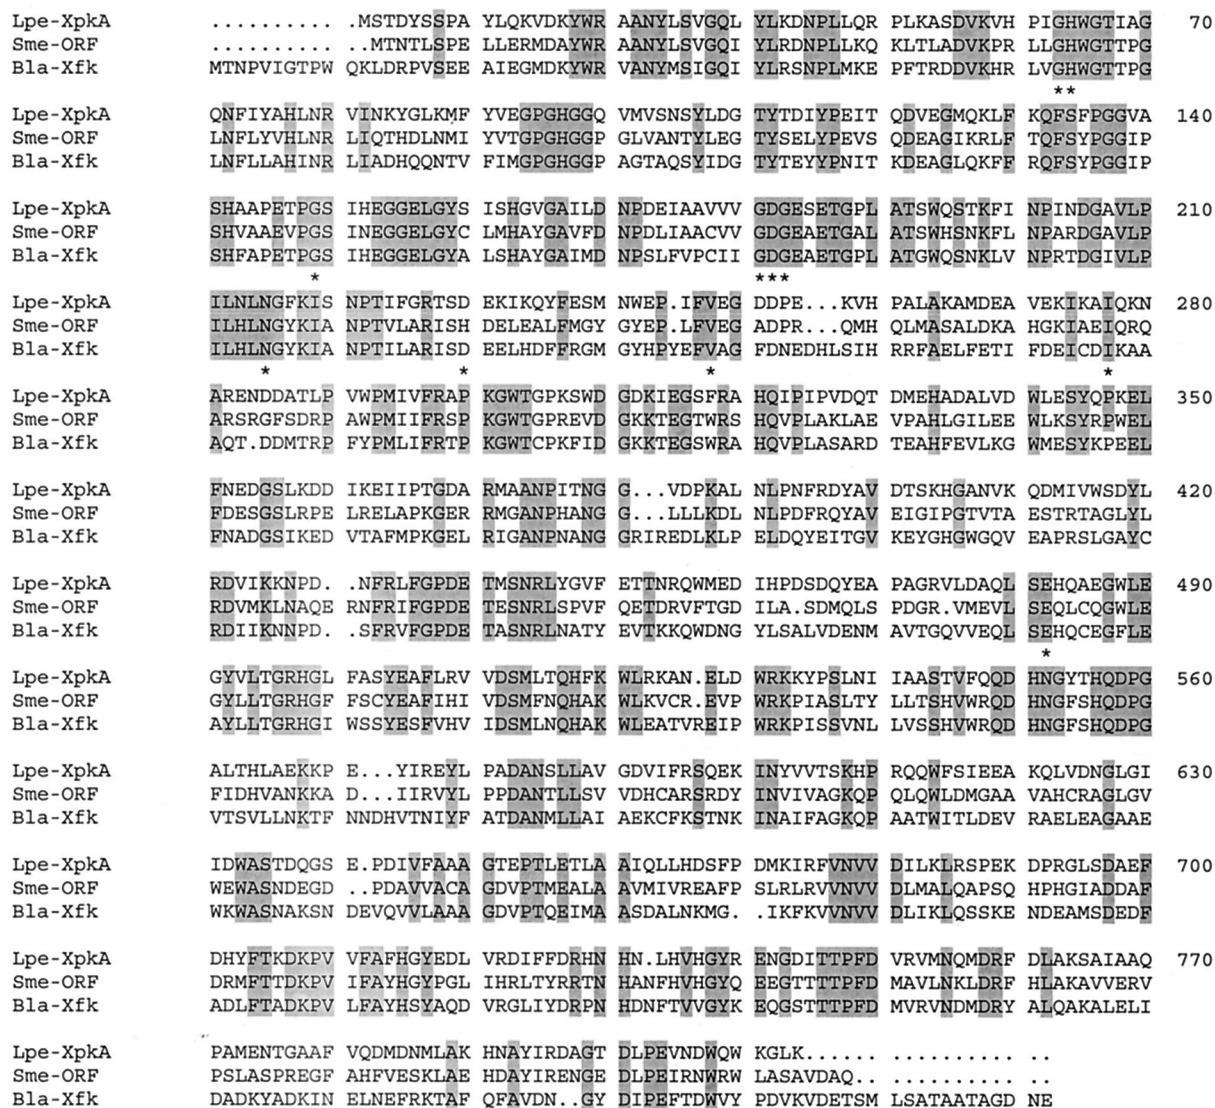 Lpe-XpkA ..........  ..MSTDYSSPA YLQKVDKYWR AANYLSVGQL YLKDNPLLQR PLKASDVKVH PIGHWGTIAG 70
Sme-ORF .......... ...MTNTLSPE LLERMDAYWR AANYLSVGQI YLRDNPLLKQ KLTLADVKPR LLGHWGTTPG
Bla-Xfk MTNPVIGTPW QKLDRPVSEE AIEGMDKYWR VANYMSIGQI YLRSNPLMKE PFTRDDVKHR LVGHWGTTPG
**
Lpe-XpkA QNFIYAHLNR VINKYGLKMF YVEGPGHGGQ VMVSNSYLDG TYTDIYPEIT QDVEGMQKLF KQFSFPGGVA 140
Sme-ORF LNFLYVHLNR LIQTHDLNMI YVTGPGHGGP GLVANTYLEG TYSELYPEVS QDEAGIKRLF TQFSYPGGIP
Bla-Xfk LNFLLAHINR LIADHQQNTV FIMGPGHGGP AGTAQSYIDG TYTEYYPNIT KDEAGLQKFF RQFSYPGGIP
Lpe-XpkA SHAAPETPGS IHEGGELGYS ISHGVGAILD NPDEIAAVVV GDGESETGPL ATSWQSTKFI NPINDGAVLP 210
Sme-ORF SHVAAEVPGS INEGGELGYC LMHAYGAVFD NPDLIAACVV GDGEAETGAL ATSWHSNKFL NPARDGAVLP
Bla-Xfk SHFAPETPGS IHEGGELGYA LSHAYGAIMD NPSLFVPCII GDGEAETGPL ATGWQSNKLV NPRTDGIVLP
* ***
Lpe-XpkA ILNLNGFKIS NPTIFGRTSD EKIKQYFESM NWEP.IFVEG DDPE...KVH PALAKAMDEA VEKIKAIQKN 280
Sme-ORF ILHLNGYKIA NPTVLARISH DELEALFMGY GYEP.LFVEG ADPR...QMH QLMASALDKA HGKIAEIQRQ
Bla-Xfk ILHLNGYKIA NPTILARISD EELHDFFRGM GYHPYEFVAG FDNEDHLSIH RRFAELFETI FDEICDIKAA
* * * *
Lpe-XpkA ARENDDATLP VWPMIVFRAP KGWTGPKSWD GDKIEGSFRA HQIPIPVDQT DMEHADALVD WLESYQPKEL 350
Sme-ORF ARSRGFSDRP AWPMIIFRSP KGWTGPREVD GKKTEGTWRS HQVPLAKLAE VPAHLGILEE WLKSYRPWEL
Bla-Xfk AQT.DDMTRP FYPMLIFRTP KGWTCPKFID GKKTEGSWRA HQVPLASARD TEAHFEVLKG WMESYKPEEL
Lpe-XpkA FNEDGSLKDD IKEIIPTGDA RMAANPITNG G...VDPKAL NLPNFRDYAV DTSKHGANVK QDMIVWSDYL 420
Sme-ORF FDESGSLRPE LRELAPKGER RMGANPHANG G...LLLKDL NLPDFRQYAV EIGIPGTVTA ESTRTAGLYL
Bla-Xfk FNADGSIKED VTAFMPKGEL RIGANPNANG GRIREDLKLP ELDQYEITGV KEYGHGWGQV EAPRSLGAYC
Lpe-XpkA RDVIKKNPD. .NFRLFGPDE TMSNRLYGVF ETTNRQWMED IHPDSDQYEA PAGRVLDAQL SEHQAEGWLE 490
Sme-ORF RDVMKLNAQE RNFRIFGPDE TESNRLSPVF QETDRVFTGD ILA.SDMQLS PDGR.VMEVL SEQLCQGWLE
Bla-Xfk RDIIKNNPD. .SFRVFGPDE TASNRLNATY EVTKKQWDNG YLSALVDENM AVTGQVVEQL SEHQCEGFLE
*
Lpe-XpkA GYVLTGRHGL FASYEAFLRV VDSMLTQHFK WLRKAN.ELD WRKKYPSLNI IAASTVFQQD HNGYTHQDPG 560
Sme-ORF GYLLTGRHGF FSCYEAFIHI VDSMFNQHAK WLKVCR.EVP WRKPIASLTY LLTSHVWRQD HNGFSHQDPG
Bla-Xfk AYLLTGRHGI WSSYESFVHV IDSMLNQHAK WLEATVREIP WRKPISSVNL LVSSHVWRQD HNGFSHQDPG
Lpe-XpkA ALTHLAEKKP E...YIREYL PADANSLLAV GDVIFRSQEK INYVVTSKHP RQQWFSIEEA KQLVDNGLGI 630
Sme-ORF FIDHVANKKA D...IIRVYL PPDANTLLSV VDHCARSRDY INVIVAGKQP QLQWLDMGAA VAHCRAGLGV
Bla-Xfk VTSVLLNKTF NNDHVTNIYF ATDANMLLAI AEKCFKSTNK INAIFAGKQP AATWITLDEV RAELEAGAAE
Lpe-XpkA IDWASTDQGS E.PDIVFAAA GTEPTLETLA AIQLLHDSFP DMKIRFVNVV DILKLRSPEK DPRGLSDAEF 700
Sme-ORF WEWASNDEGD ..PDAVVACA GDVPTMEALA AVMIVREAFP SLRLRVVNVV DLMALQAPSQ HPHGIADDAF
Bla-Xfk WKWASNAKSN DEVQVVLAAA GDVPTQEIMA ASDALNKMG. .IKFKVVNVV DLIKLQSSKE NDEAMSDEDF
Lpe-XpkA DHYFTKDKPV VFAFHGYEDL VRDIFFDRHN HN.LHVHGYR ENGDITTPFD VRVMNQMDRF DLAKSAIAAQ 770
Sme-ORF DRMFTTDKPV IFAYHGYPGL IHRLTYRRTN HANFHVHGYQ EEGTTTTPFD MAVLNKLDRF HLAKAVVERV
Bla-Xfk ADLFTADKPV LFAYHSYAQD VRGLIYDRPN HDNFTVVGYK EQGSTTTPFD MVRVNDMDRY ALQAKALELI
Lpe-XpkA PAMENTGAAF VQDMDNMLAK HNAYIRDAGT DLPEVNDWQW KGLK...... .......... ..
Sme-ORF PSLASPREGF AHFVESKLAE HDAYIRENGE DLPEIRNWRW LASAVDAQ.. .......... ..
Bla-Xfk DADKYADKIN ELNEFRKTAF QFAVDN..GY DIPEFTDWVY PDVKVDETSM LSATAATAGD NE